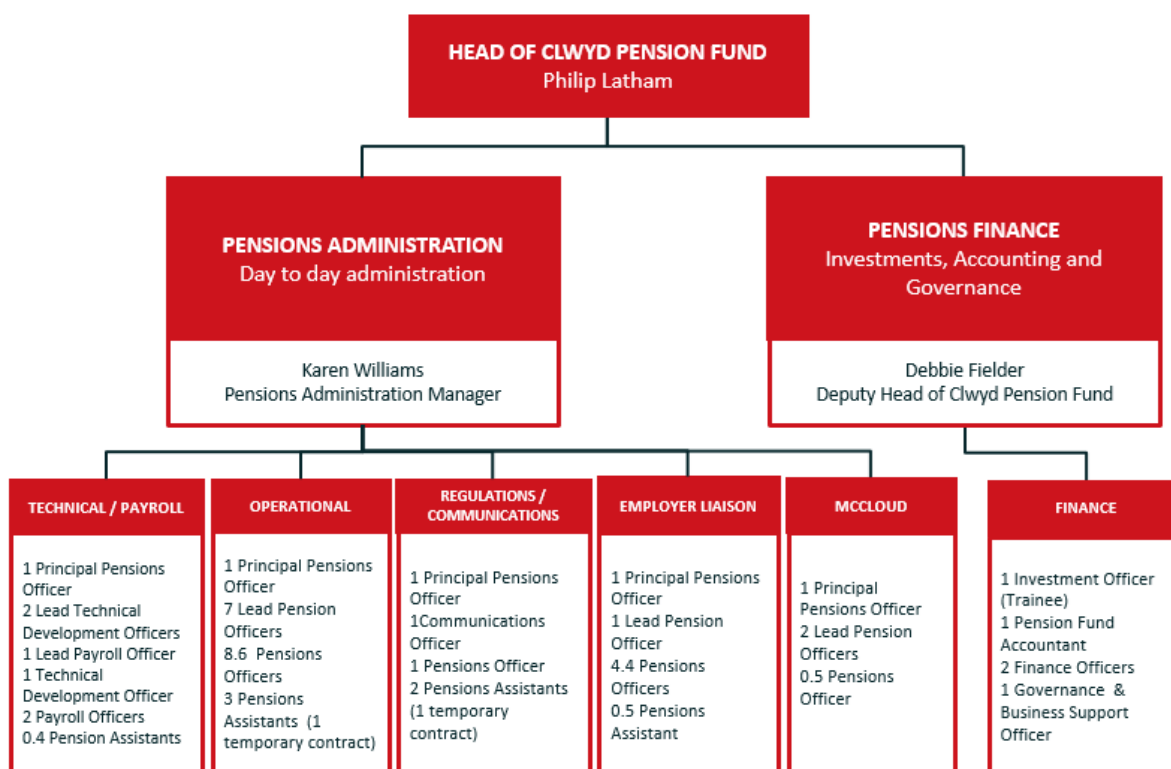 HEAD OF CLWYD PENSION FUND
Philip Latham
PENSIONS ADMINISTRATION
Day to day administration
Karen Williams
Pensions Administration Manager
PENSIONS FINANCE
Investments, Accounting and
Governance
Debbie Fielder
Deputy Head of Clwyd Pension Fund
TECHNICAL / PAYROLL
1 Principal Pensions
Officer
2 Lead Technical
Development Officers
1 Lead Payroll Officer
1 Technical
Development Officer
2 Payroll Officers
0.4 Pension Assistants
OPERATIONAL
1 Principal Pensions
Officer
7 Lead Pension
Officers
8.6 Pensions
Officers
3 Pensions
Assistants (1
temporary contract)
REGULATIONS /
COMMUNICATIONS
1 Principal Pensions
Officer
1Communications
Officer
1 Pensions Officer
2 Pensions Assistants
(1 temporary
contract)
EMPLOYER LIAISON
1 Principal Pensions
Officer
1 Lead Pension
Officer
4.4 Pensions
Officers
0.5 Pensions
Assistant
MCCLOUD
1 Principal
Pensions Officer
2 Lead Pension
Officers
0.5 Pensions
Officer
FINANCE
1 Investment Officer
(Trainee)
1 Pension Fund
Accountant
2 Finance Officers
1 Governance &
Business Support
Officer